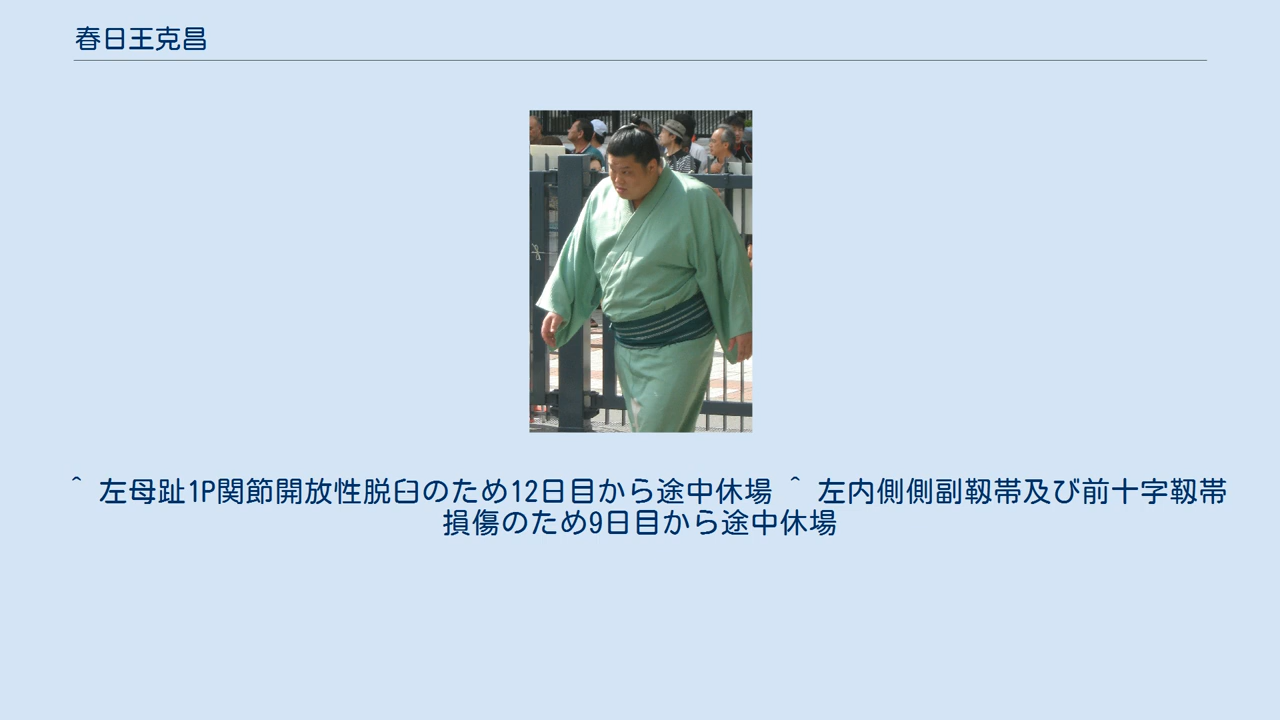 春日王克昌
^ 左母趾1P関節開放性脱臼のため12日目から途中休場 ^ 左内側側副靱帯及び前十字靱帯
損傷のため9日目から途中休場